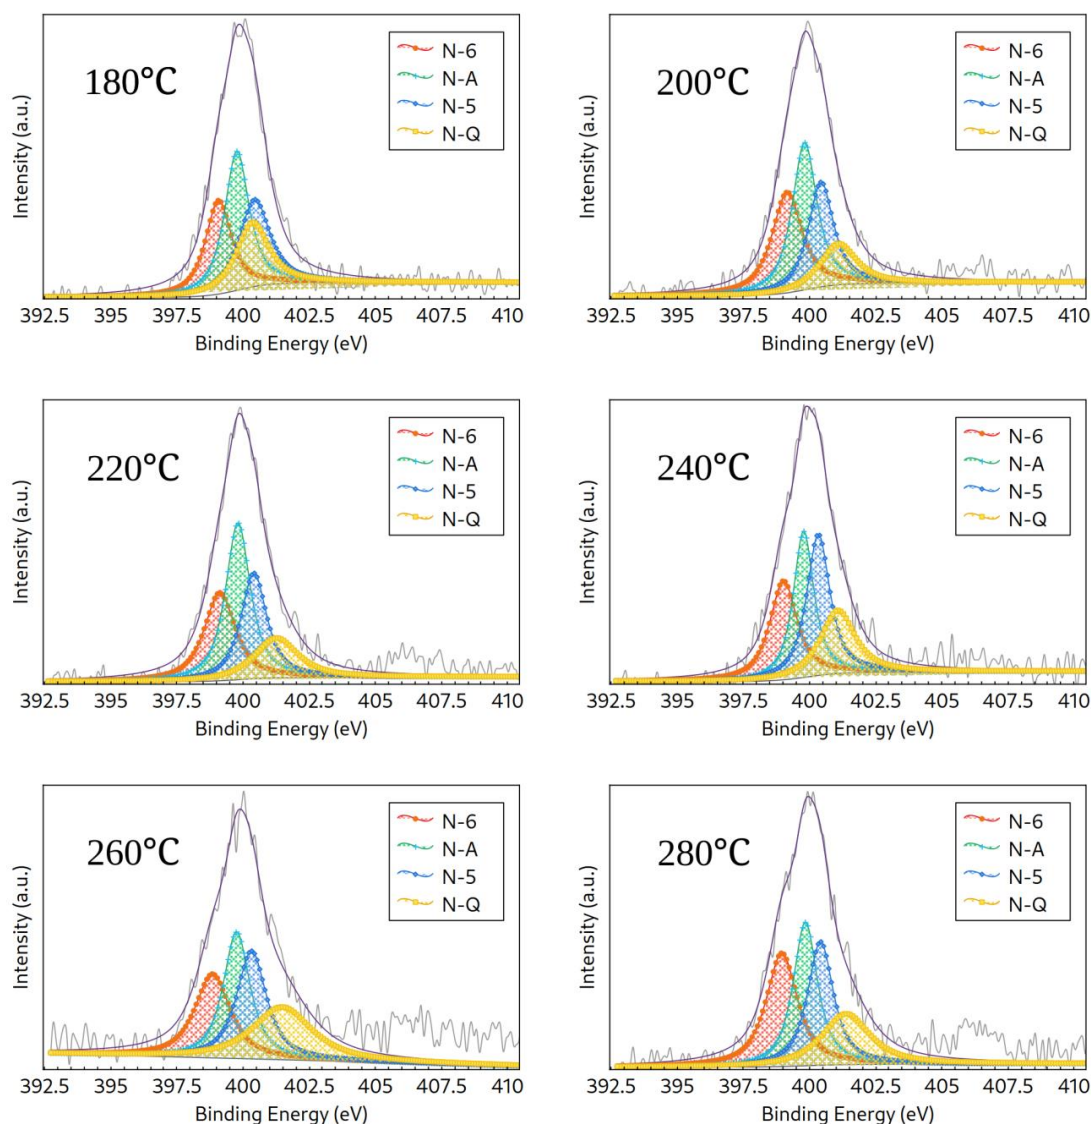 180℃
N-6
N-A
N-5
N-Q
Intensity (a.u.)
392.5 395 397.5 400 402.5 405 407.5 410
Binding Energy (eV)
200℃
N-6
N-A
N-5
N-Q
Intensity (a.u.)
392.5 395 397.5 400 402.5 405 407.5 410
Binding Energy (eV)
220℃
N-6
N-A
N-5
N-Q
Intensity (a.u.)
392.5 395 397.5 400 402.5 405 407.5 410
Binding Energy (eV)
240℃
N-6
N-A
N-5
N-Q
Intensity (a.u.)
392.5 395 397.5 400 402.5 405 407.5 410
Binding Energy (eV)
260℃
N-6
N-A
N-5
N-Q
Intensity (a.u.)
392.5 395 397.5 400 402.5 405 407.5 410
Binding Energy (eV)
280℃
N-6
N-A
N-5
N-Q
Intensity (a.u.)
392.5 395 397.5 400 402.5 405 407.5 410
Binding Energy (eV)